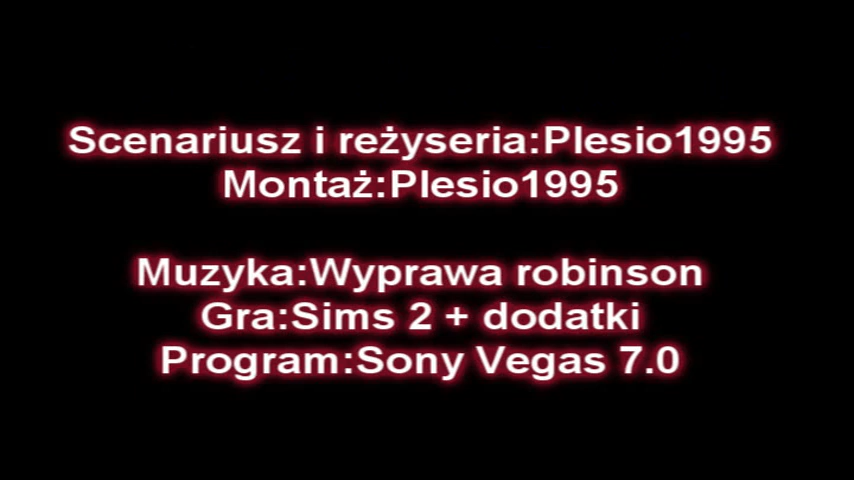 Scenariusz i reżyseria:Plesio1995
Montaż:Plesio1995
Muzyka:Wyprawa robinson
Gra:Sims 2 + dodatki
Program:Sony Vegas 7.0